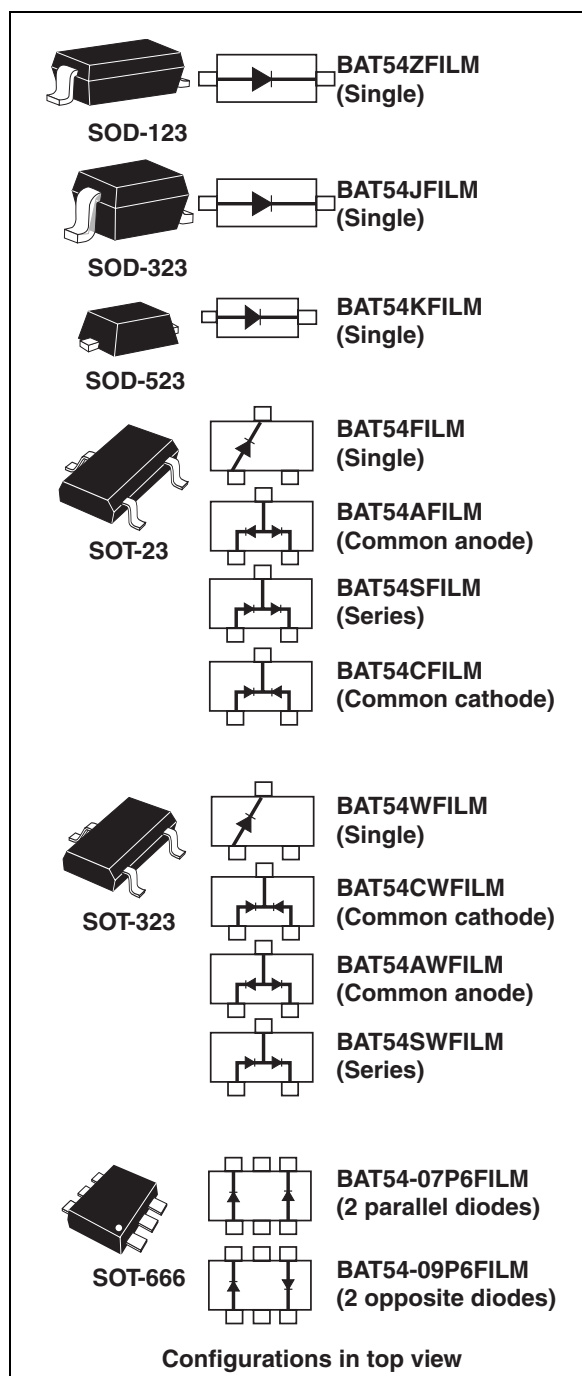 BAT54ZFILM
(Single)
SOD-123
BAT54JFILM
(Single)
SOD-323
BAT54KFILM
(Single)
SOD-523
BAT54FILM
(Single)
BAT54AFILM
(Common anode)
SOT-23
BAT54SFILM
(Series)
BAT54CFILM
(Common cathode)
BAT54WFILM
(Single)
BAT54CWFILM
(Common cathode)
SOT-323
BAT54AWFILM
(Common anode)
BAT54SWFILM
(Series)
BAT54-07P6FILM
(2 parallel diodes)
SOT-666
BAT54-09P6FILM
(2 opposite diodes)
Configurations in top view